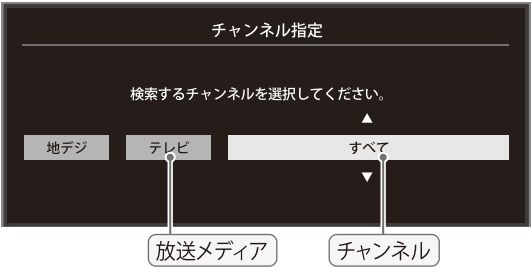 チャンネル指定
検索するチャンネルを選択してください。
▲
地デジ テレビ すべて
▼
放送メディア チャンネル